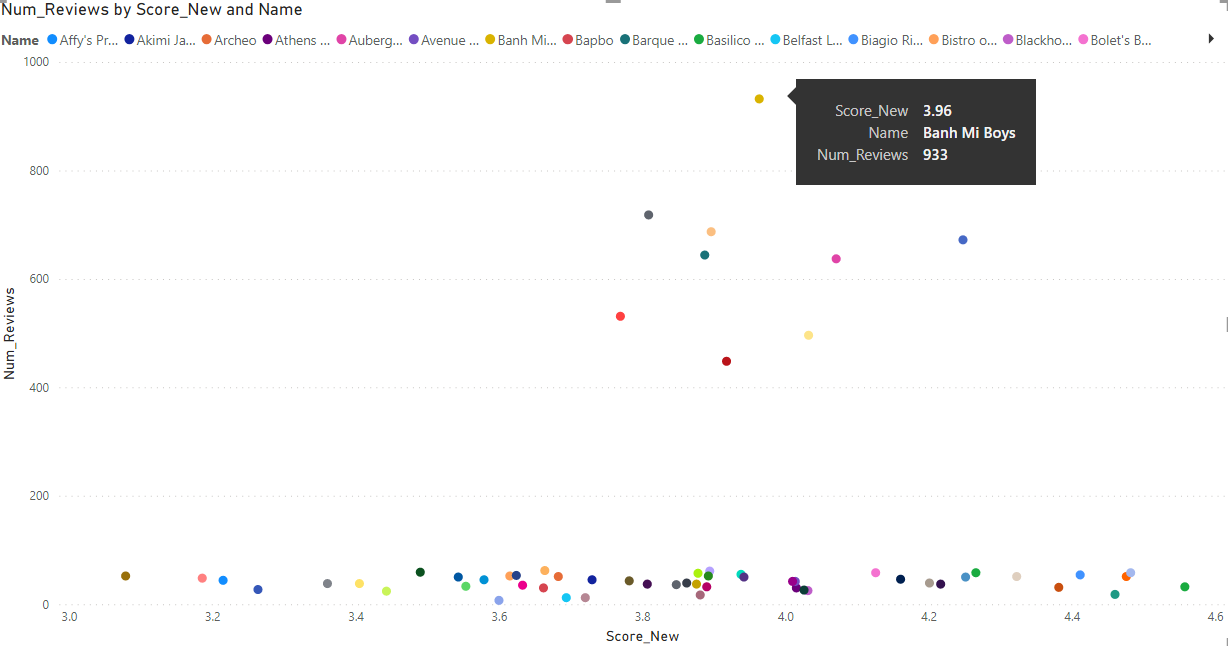 Num_Reviews by Score_New and Name
Name Affy's Pr... Akimi Ja... Archeo Athens ... Auberg... Avenue ... Banh Mi... Bapbo Barque ... Basilico ... Belfast L... Biagio Ri... Bistro o... Blackho... Bolet's B...
1000
Score_New 3.96
Name Banh Mi Boys
Num_Reviews 933
800
600
Num_Reviews
400
200
0
3.0 3.2 3.4 3.6 3.8 4.0 4.2 4.4 4.6
Score_New